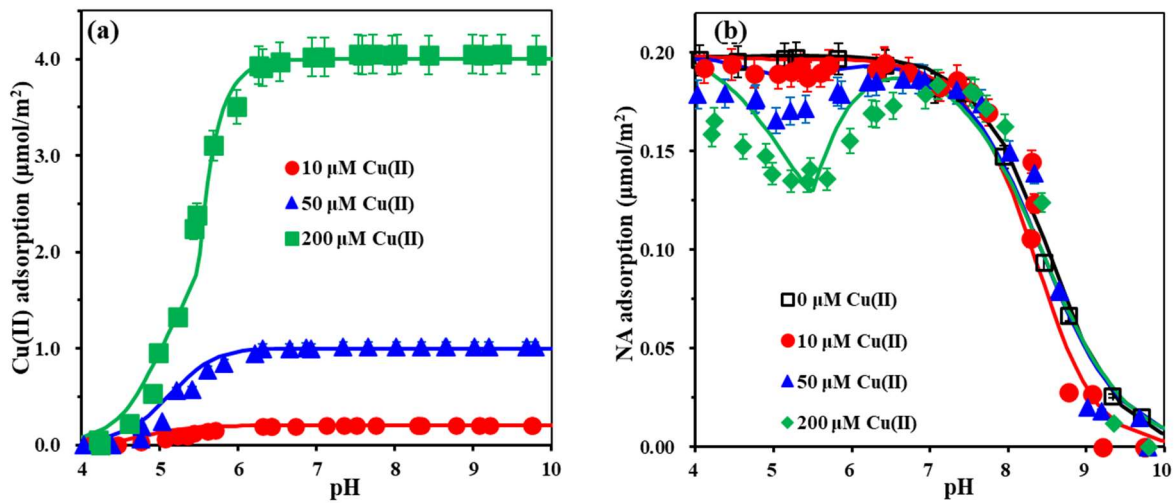 (a)
Cu(II) adsorption (μmol/m²)
4.0
3.0
2.0
1.0
0.0
10 μM Cu(II)
50 μM Cu(II)
200 μM Cu(II)
4 5 6 7 8 9 10
pH
(b)
NA adsorption (μmol/m²)
0.20
0.15
0.10
0.05
0.00
0 μM Cu(II)
10 μM Cu(II)
50 μM Cu(II)
200 μM Cu(II)
4 5 6 7 8 9 10
pH